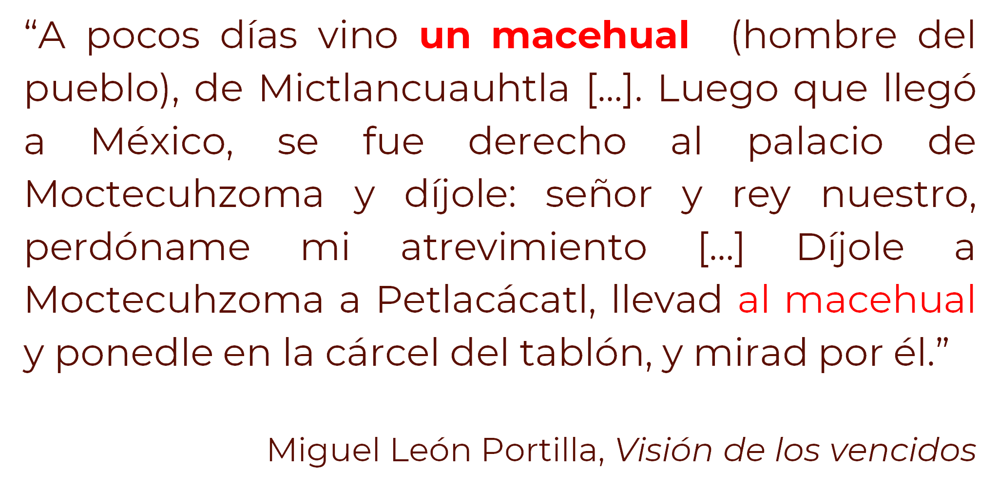 “A pocos días vino un macehual (hombre del
pueblo), de Mictlancuauhtla [...]. Luego que llegó
a México, se fue derecho al palacio de
Moctecuhzoma y díjole: señor y rey nuestro,
perdóname mi atrevimiento [...] Díjole a
Moctecuhzoma a Petlacácatl, llevad al macehual
y ponedle en la cárcel del tablón, y mirad por él.”
Miguel León Portilla, Visión de los vencidos